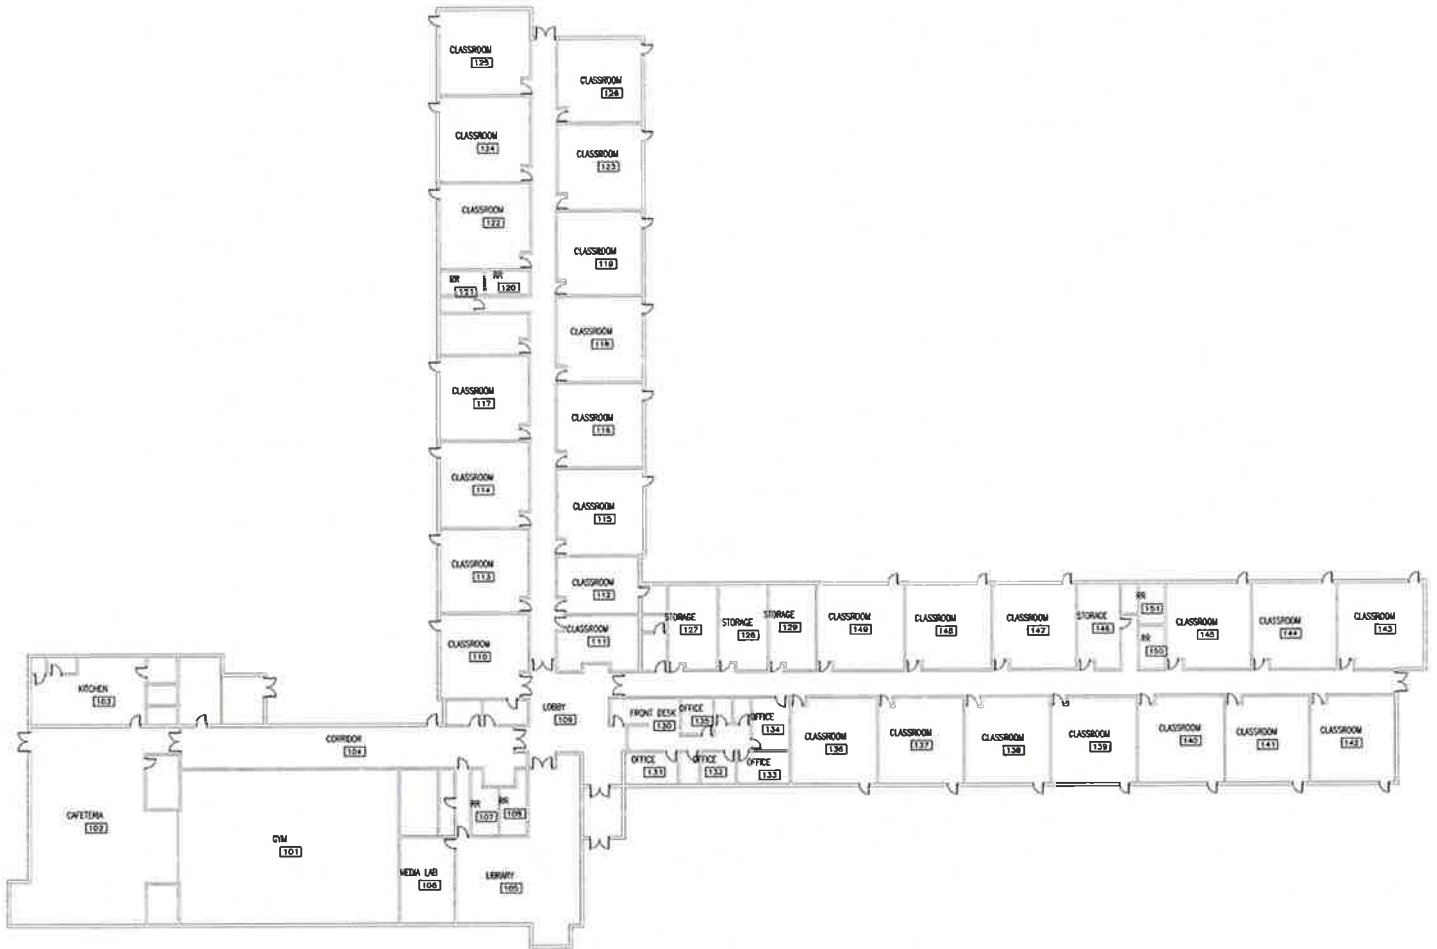 CLASSROOM
125
CLASSROOM
126
CLASSROOM
124
CLASSROOM
123
CLASSROOM
122
CLASSROOM
119
RR
121
RR
120
CLASSROOM
118
CLASSROOM
117
CLASSROOM
116
CLASSROOM
114
CLASSROOM
115
CLASSROOM
113
CLASSROOM
112
CLASSROOM
111
CLASSROOM
110
STORAGE
127
STORAGE
128
STORAGE
129
CLASSROOM
149
CLASSROOM
148
CLASSROOM
147
STORAGE
146
RR
151
RR
150
CLASSROOM
145
CLASSROOM
144
CLASSROOM
143
KITCHEN
103
LOBBY
109
FRONT DESK
130
OFFICE
135
OFFICE
134
CORRIDOR
104
OFFICE
131
OFFICE
132
OFFICE
133
CLASSROOM
136
CLASSROOM
137
CLASSROOM
138
CLASSROOM
139
CLASSROOM
140
CLASSROOM
141
CLASSROOM
142
CAFETERIA
102
GYM
101
RR
107
RR
108
MEDIA LAB
106
LIBRARY
105